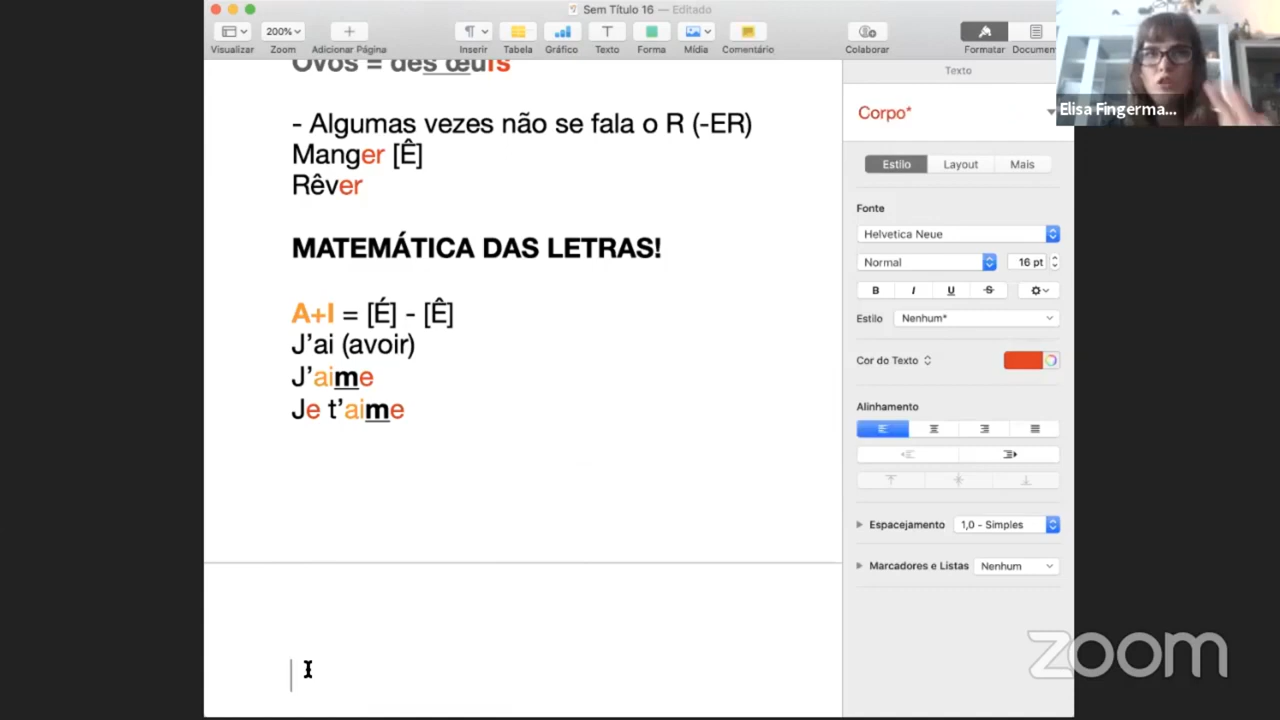 Sem Título 16 — Editado
200%
Visualizar Zoom Adicionar Página Inserir Tabela Gráfico Texto Forma Mídia Comentário Colaborar Formatar Documen
Texto
Ovos = des œufs
- Algumas vezes não se fala o R (-ER)
Manger [Ê]
Rêver
MATEMÁTICA DAS LETRAS!
A+I = [É] - [Ê]
J’ai (avoir)
J’aime
Je t’aime
Corpo*
Estilo Layout Mais
Fonte
Helvetica Neue
Normal 16 pt
B I U S
Estilo Nenhum*
Cor do Texto
Alinhamento
Espacejamento 1,0 - Simples
Marcadores e Listas Nenhum
Elisa Fingerma...
zoom